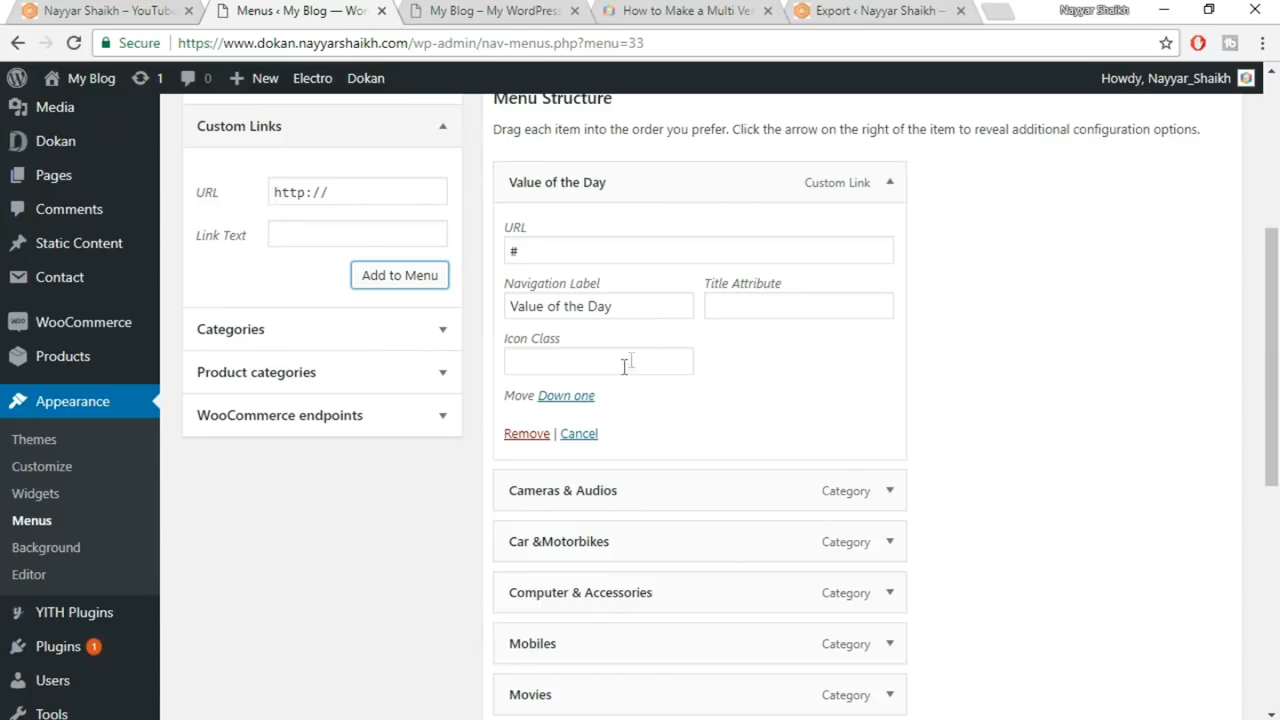 Nayyar Shaikh – YouTube
Menus ‹ My Blog — Wo
My Blog – My WordPress
How to Make a Multi Ve
Export ‹ Nayyar Shaikh —
Nayyar Shaikh
Secure
https://www.dokan.nayyarshaikh.com/wp-admin/nav-menus.php?menu=33
My Blog
1
0
New
Electro
Dokan
Howdy, Nayyar_Shaikh
Media
Dokan
Pages
Comments
Static Content
Contact
WooCommerce
Products
Appearance
Themes
Customize
Widgets
Menus
Background
Editor
YITH Plugins
Plugins 1
Users
Tools
Custom Links
URL
http://
Link Text
Add to Menu
Categories
Product categories
WooCommerce endpoints
Menu Structure
Drag each item into the order you prefer. Click the arrow on the right of the item to reveal additional configuration options.
Value of the Day
Custom Link
URL
#
Navigation Label
Title Attribute
Value of the Day
Icon Class
Move Down one
Remove | Cancel
Cameras & Audios
Category
Car &Motorbikes
Category
Computer & Accessories
Category
Mobiles
Category
Movies
Category